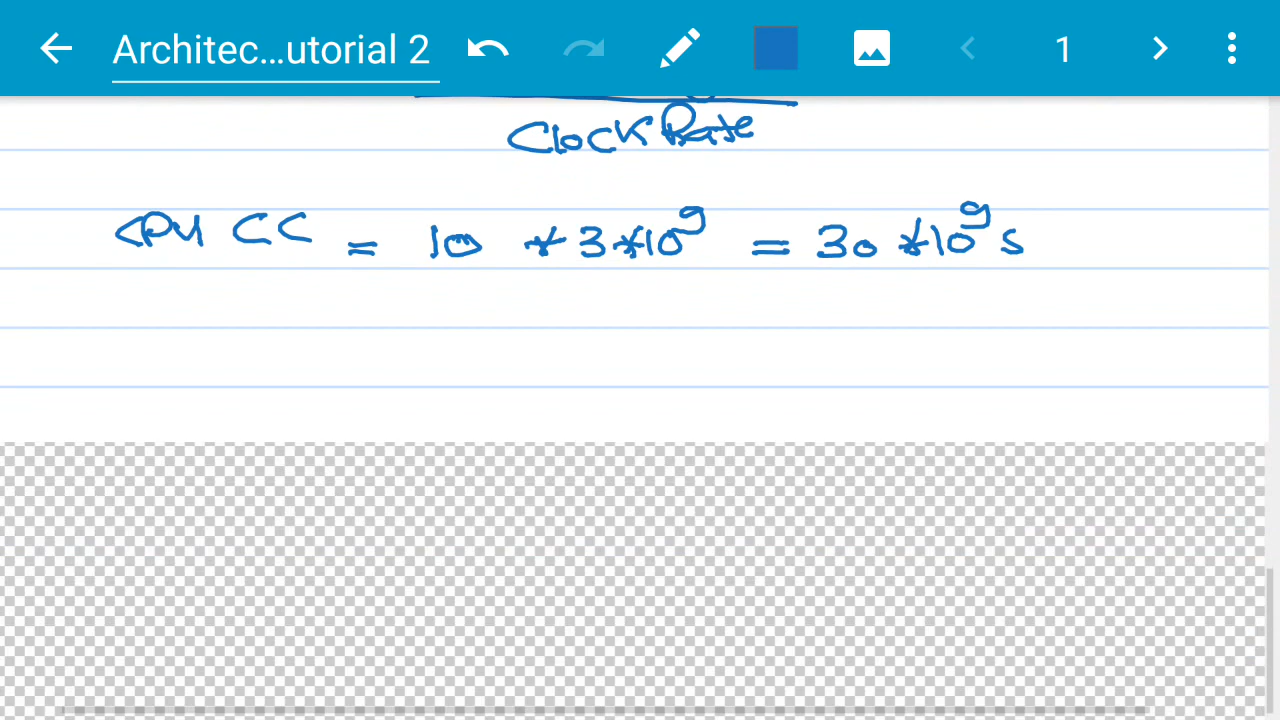 Architec...utorial 2 1
Clock Rate
CPU CC = 10 * 3 * 10^9 = 30 * 10^9 s